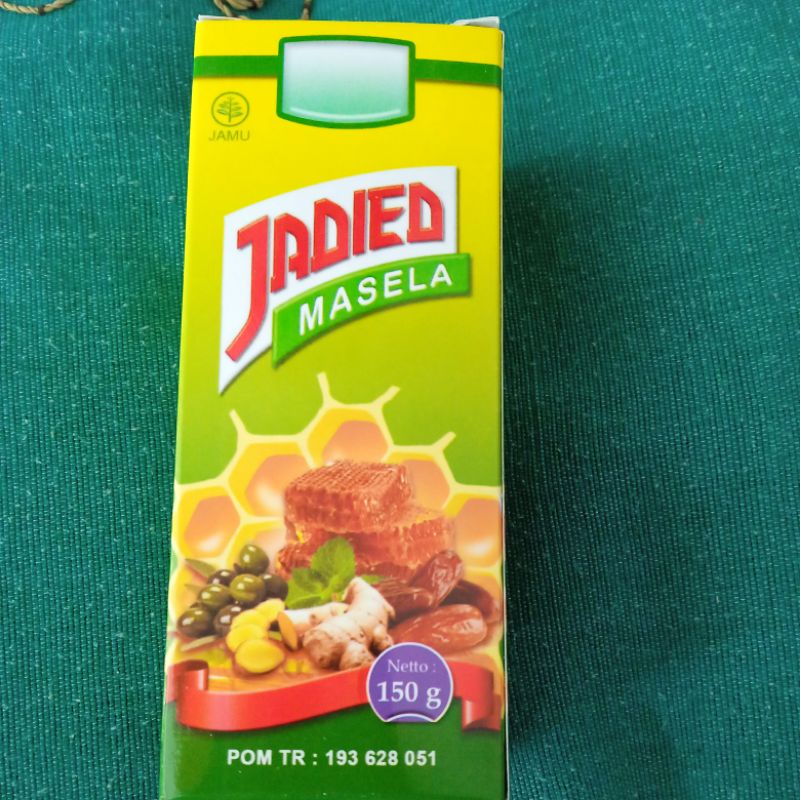 JAMU
JADIED
MASELA
Netto :
150 g
POM TR : 193 628 051